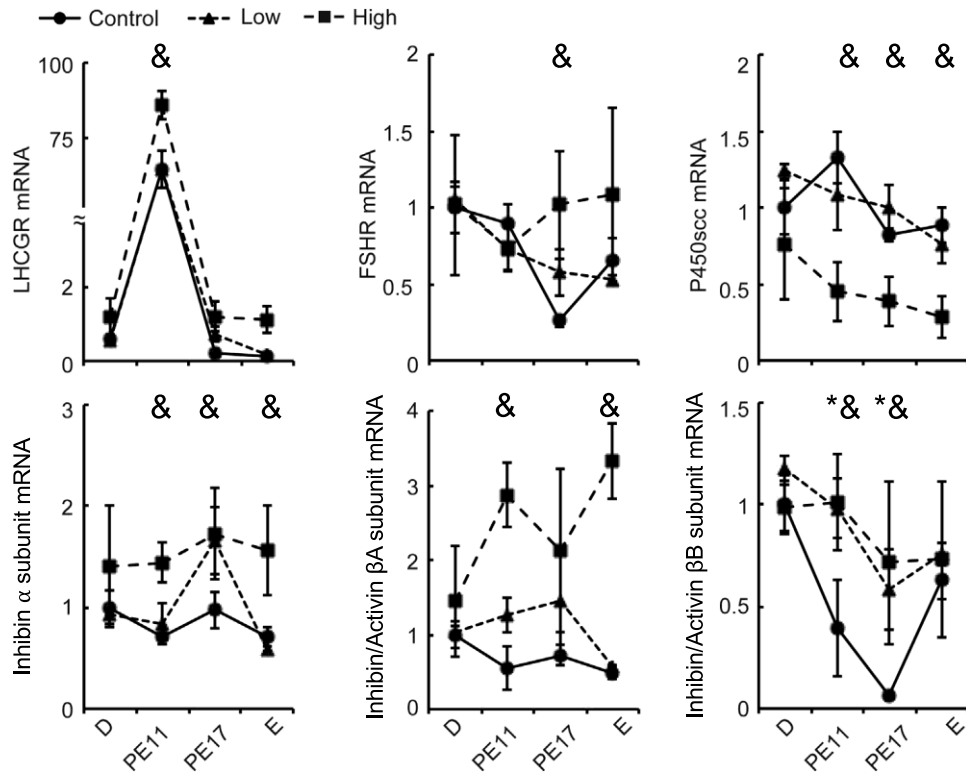 Control Low High
LHCGR mRNA
100
75
≈
2
0
&
FSHR mRNA
2
1.5
1
0.5
0
&
P450scc mRNA
2
1.5
1
0.5
0
& & &
Inhibin α subunit mRNA
3
2
1
0
& & &
D PE11 PE17 E
Inhibin/Activin βA subunit mRNA
4
3
2
1
0
& &
D PE11 PE17 E
Inhibin/Activin βB subunit mRNA
1.5
1
0.5
0
*& *&
D PE11 PE17 E